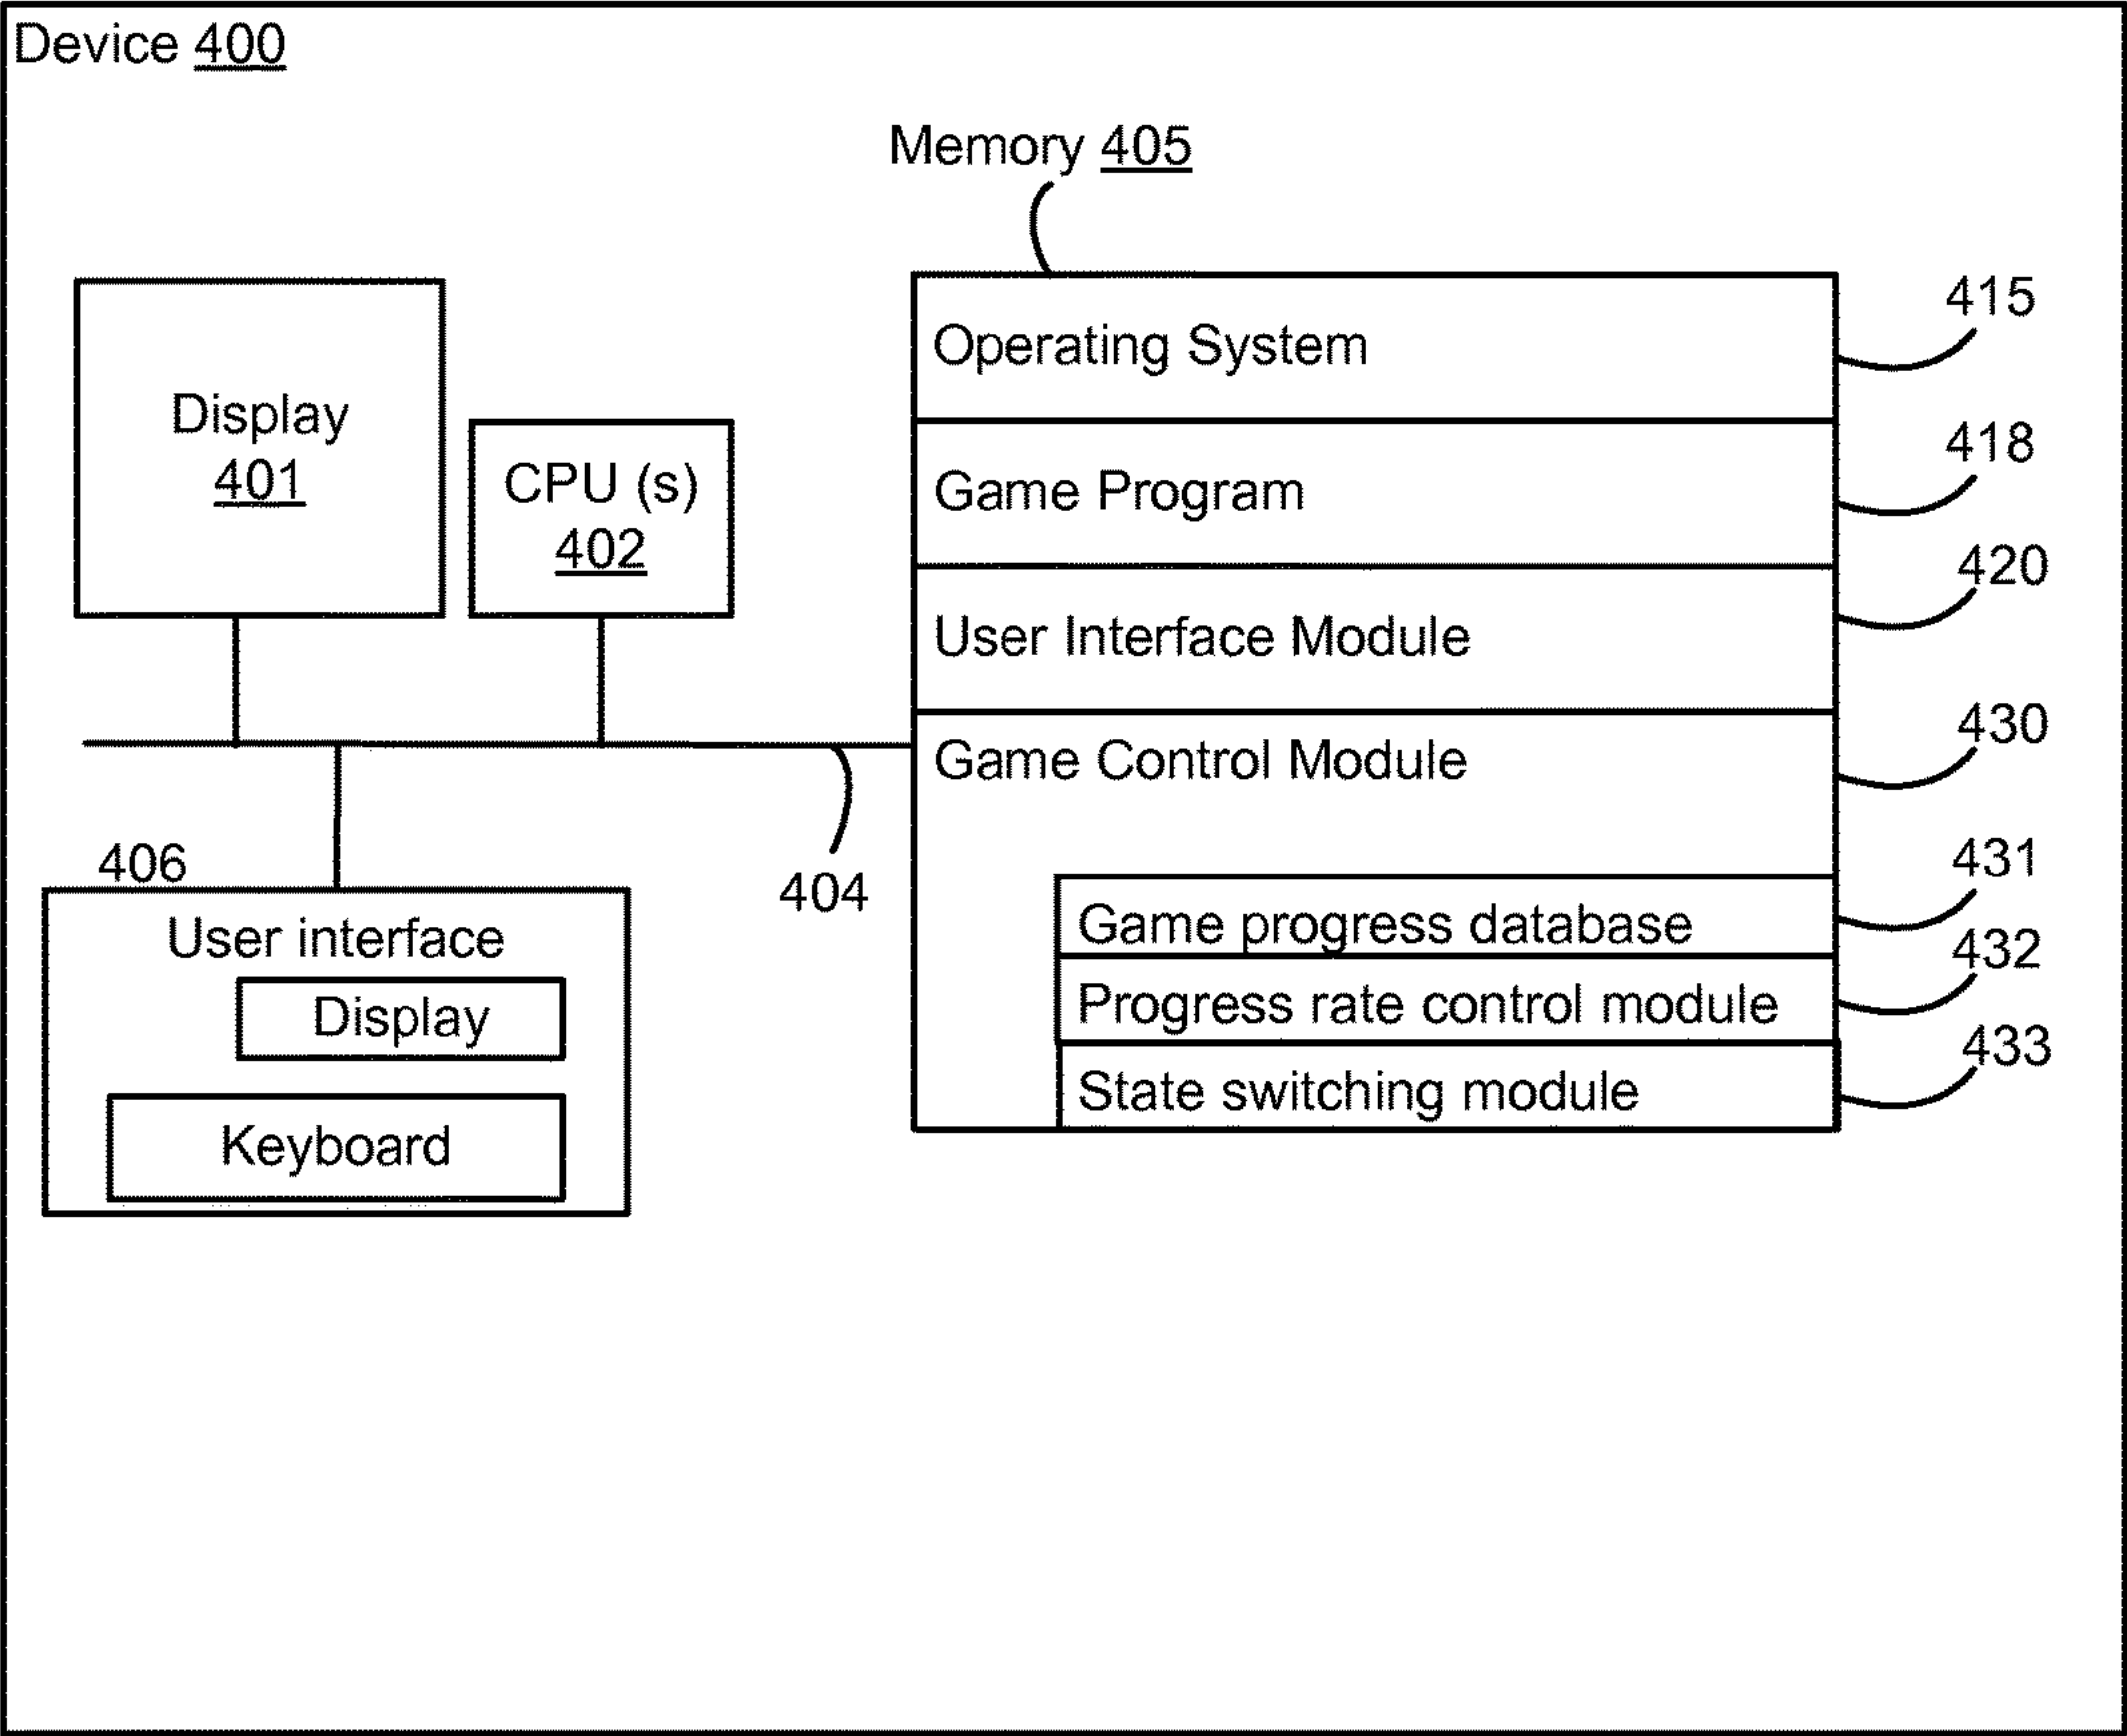 Device 400
Memory 405
Display
401
CPU (s)
402
Operating System
415
Game Program
418
User Interface Module
420
Game Control Module
430
Game progress database
431
Progress rate control module
432
State switching module
433
404
406
User interface
Display
Keyboard